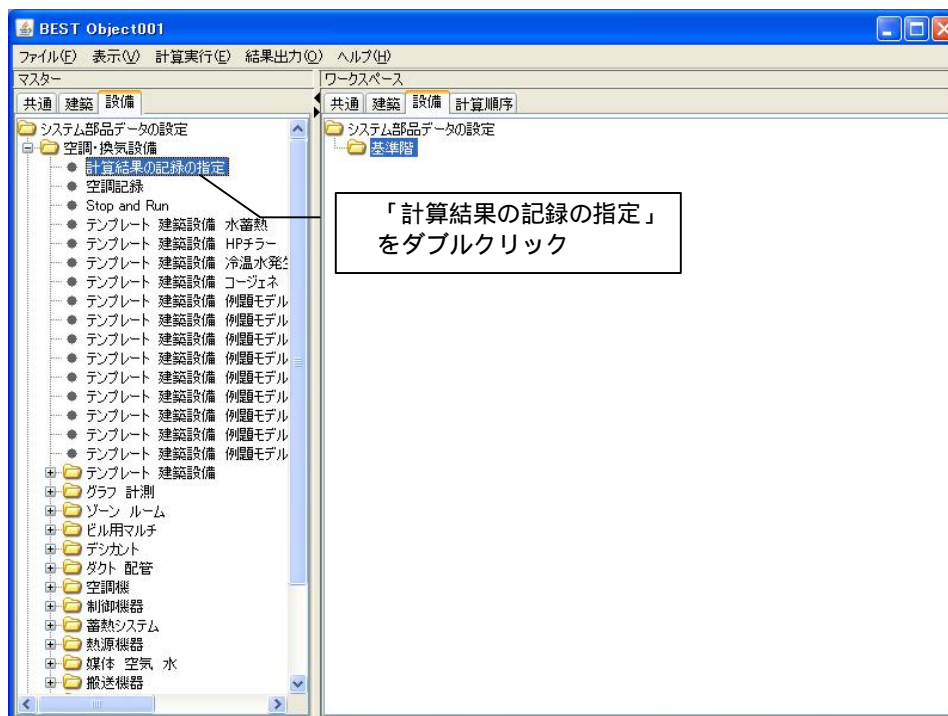 BEST Object001
ファイル(F) 表示(V) 計算実行(E) 結果出力(O) ヘルプ(H)
マスター
共通 建築 設備
システム部品データの設定
空調・換気設備
計算結果の記録の指定
空調記録
Stop and Run
テンプレート 建築設備 水蓄熱
テンプレート 建築設備 HPチラー
テンプレート 建築設備 冷温水発
テンプレート 建築設備 コージェネ
テンプレート 建築設備 例題モデル
テンプレート 建築設備 例題モデル
テンプレート 建築設備 例題モデル
テンプレート 建築設備 例題モデル
テンプレート 建築設備 例題モデル
テンプレート 建築設備 例題モデル
テンプレート 建築設備 例題モデル
テンプレート 建築設備 例題モデル
テンプレート 建築設備 例題モデル
テンプレート 建築設備
グラフ 計測
ゾーン ルーム
ビル用マルチ
デシカント
ダクト 配管
空調機
制御機器
蓄熱システム
熱源機器
媒体 空気 水
搬送機器
ワークスペース
共通 建築 設備 計算順序
システム部品データの設定
基準階
「計算結果の記録の指定」
をダブルクリック